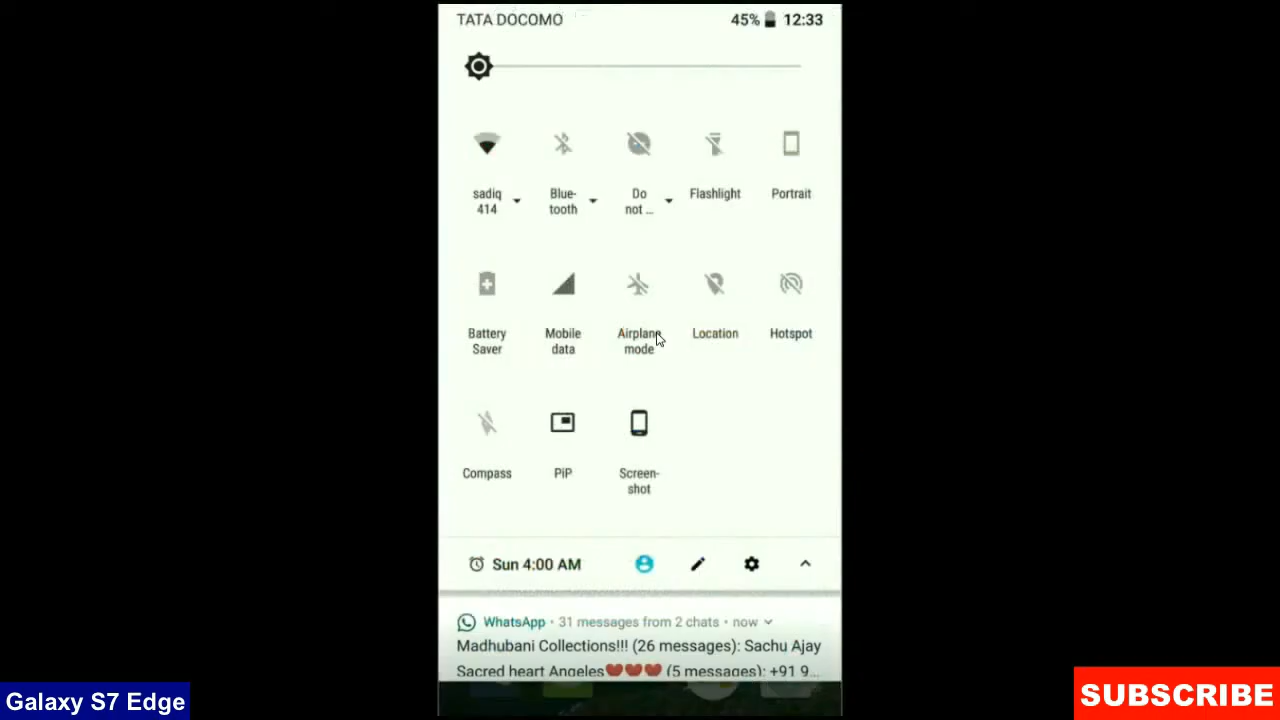 TATA DOCOMO 45% 12:33
sadiq 414
Blue-tooth
Do not ...
Flashlight
Portrait
Battery Saver
Mobile data
Airplane mode
Location
Hotspot
Compass
PiP
Screen-shot
Sun 4:00 AM
WhatsApp · 31 messages from 2 chats · now
Madhubani Collections!!! (26 messages): Sachu Ajay
Sacred heart Angeles❤❤❤ (5 messages): +91 9...
Galaxy S7 Edge
SUBSCRIBE